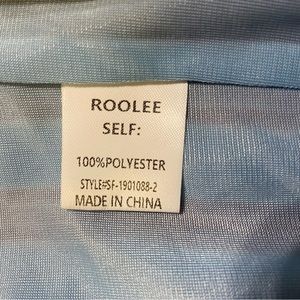 ROOLEE
SELF:
100%POLYESTER
STYLE#SF-1901088-2
MADE IN CHINA